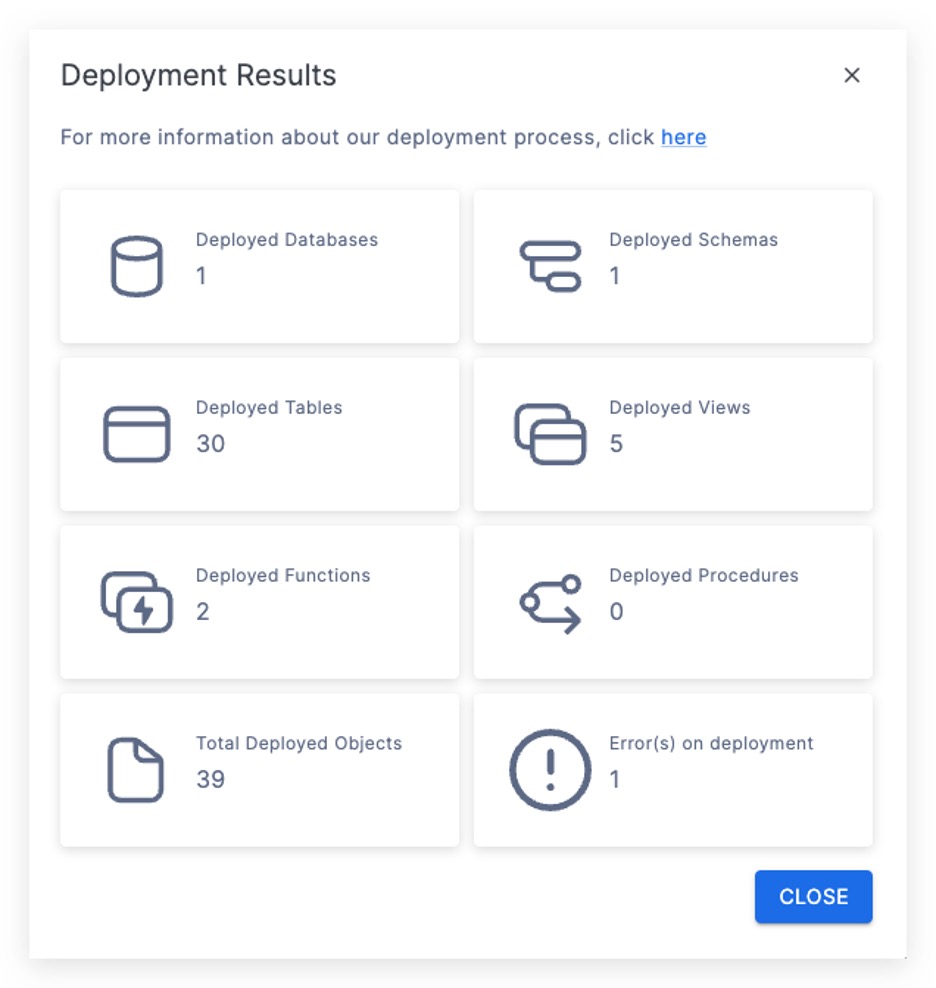 Deployment Results
For more information about our deployment process, click here
Deployed Databases
1
Deployed Schemas
1
Deployed Tables
30
Deployed Views
5
Deployed Functions
2
Deployed Procedures
0
Total Deployed Objects
39
Error(s) on deployment
1
CLOSE